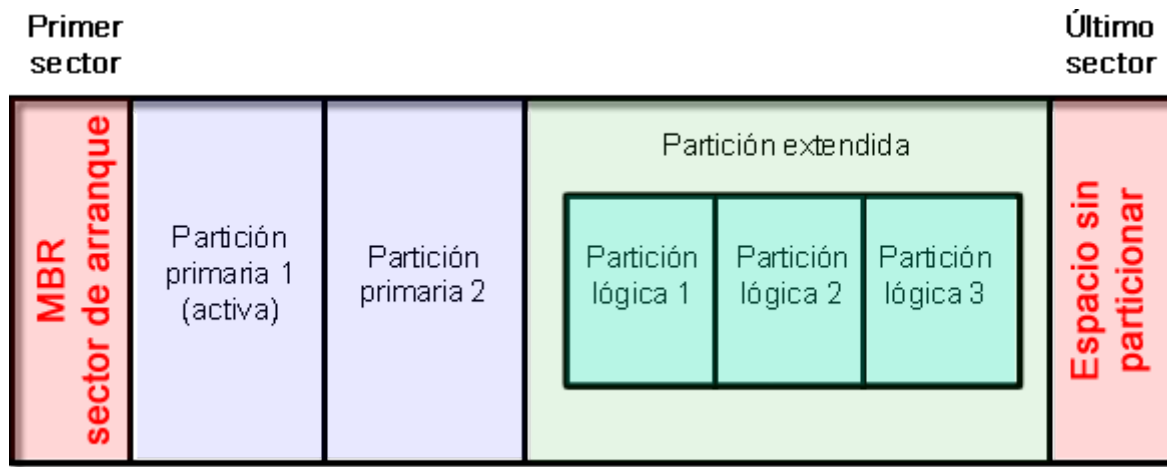 Primer
sector
Último
sector
MBR
sector de arranque
Partición
primaria 1
(activa)
Partición
primaria 2
Partición extendida
Partición
lógica 1
Partición
lógica 2
Partición
lógica 3
Espacio sin
particionar